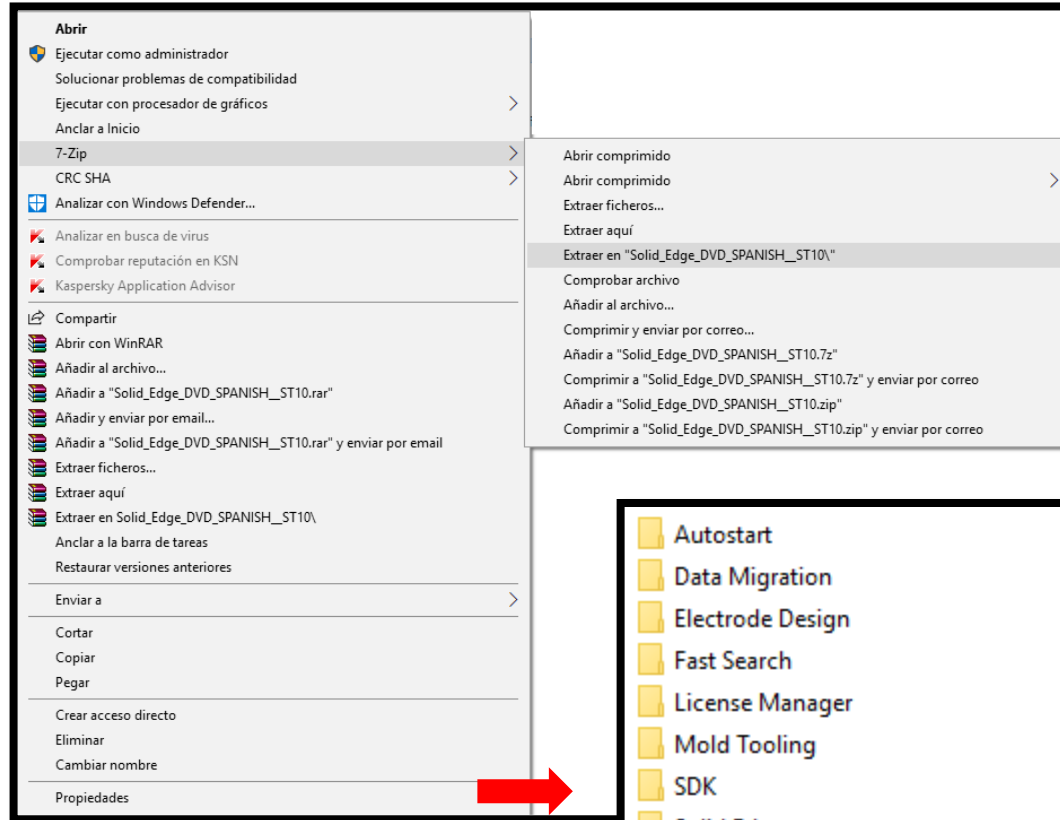 Abrir
Ejecutar como administrador
Solucionar problemas de compatibilidad
Ejecutar con procesador de gráficos
Anclar a Inicio
7-Zip
CRC SHA
Analizar con Windows Defender...
Analizar en busca de virus
Comprobar reputación en KSN
Kaspersky Application Advisor
Compartir
Abrir con WinRAR
Añadir al archivo...
Añadir a "Solid_Edge_DVD_SPANISH__ST10.rar"
Añadir y enviar por email...
Añadir a "Solid_Edge_DVD_SPANISH__ST10.rar" y enviar por email
Extraer ficheros...
Extraer aquí
Extraer en Solid_Edge_DVD_SPANISH__ST10\
Anclar a la barra de tareas
Restaurar versiones anteriores
Enviar a
Cortar
Copiar
Pegar
Crear acceso directo
Eliminar
Cambiar nombre
Propiedades
Abrir comprimido
Abrir comprimido
Extraer ficheros...
Extraer aquí
Extraer en "Solid_Edge_DVD_SPANISH__ST10\"
Comprobar archivo
Añadir al archivo...
Comprimir y enviar por correo...
Añadir a "Solid_Edge_DVD_SPANISH__ST10.7z"
Comprimir a "Solid_Edge_DVD_SPANISH__ST10.7z" y enviar por correo
Añadir a "Solid_Edge_DVD_SPANISH__ST10.zip"
Comprimir a "Solid_Edge_DVD_SPANISH__ST10.zip" y enviar por correo
Autostart
Data Migration
Electrode Design
Fast Search
License Manager
Mold Tooling
SDK